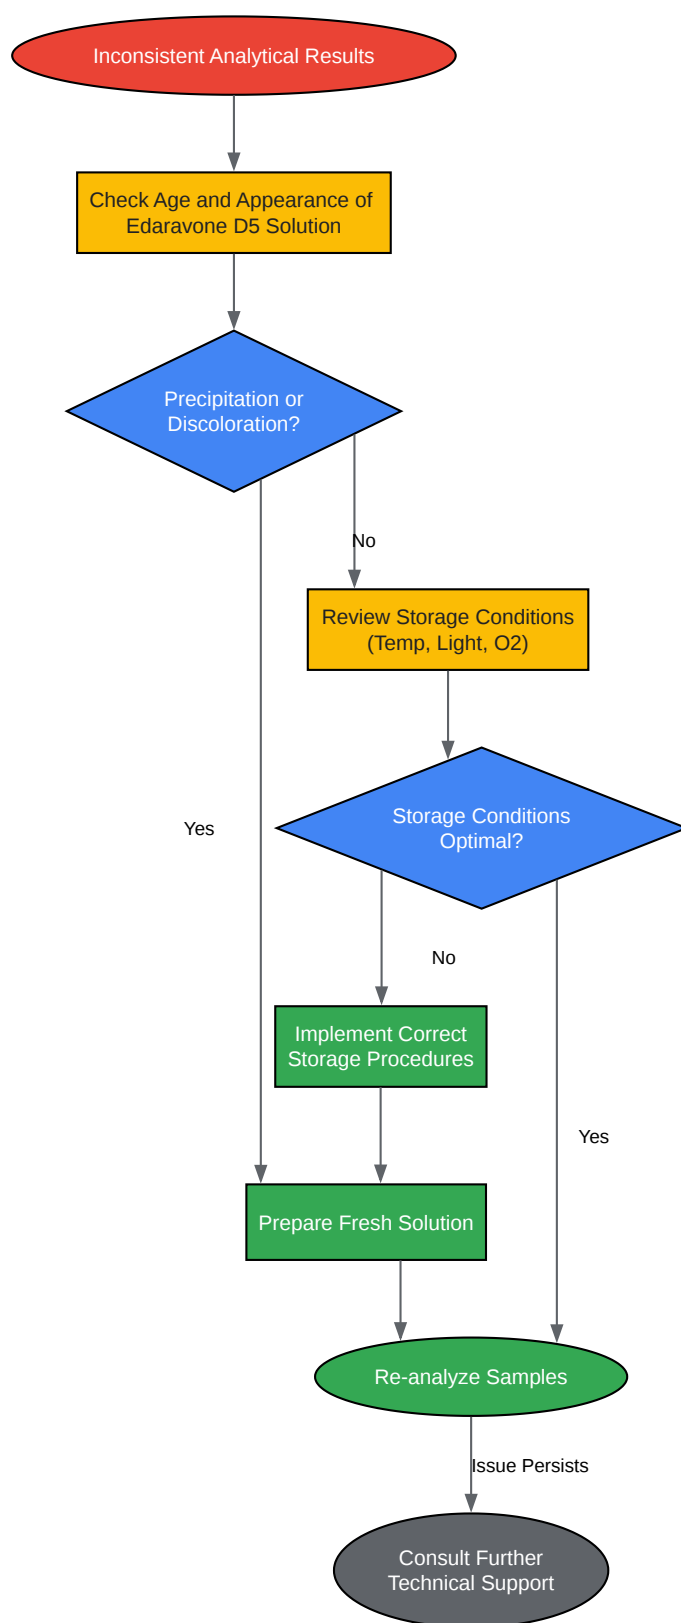 Inconsistent Analytical Results
Check Age and Appearance of
Edaravone D5 Solution
Precipitation or
Discoloration?
No
Review Storage Conditions
(Temp, Light, O2)
Yes
Storage Conditions
Optimal?
No
Implement Correct
Storage Procedures
Yes
Prepare Fresh Solution
Re-analyze Samples
Issue Persists
Consult Further
Technical Support